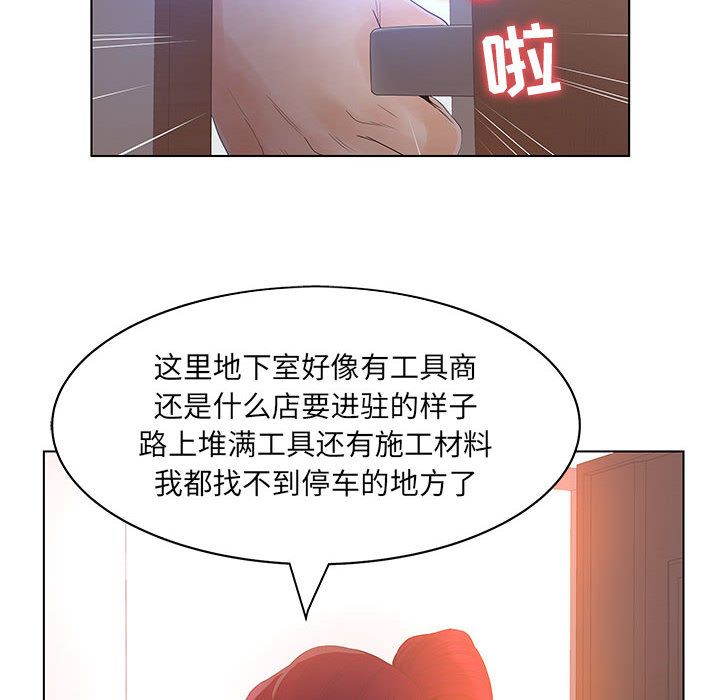 啦
这里地下室好像有工具商
还是什么店要进驻的样子
路上堆满工具还有施工材料
我都找不到停车的地方了